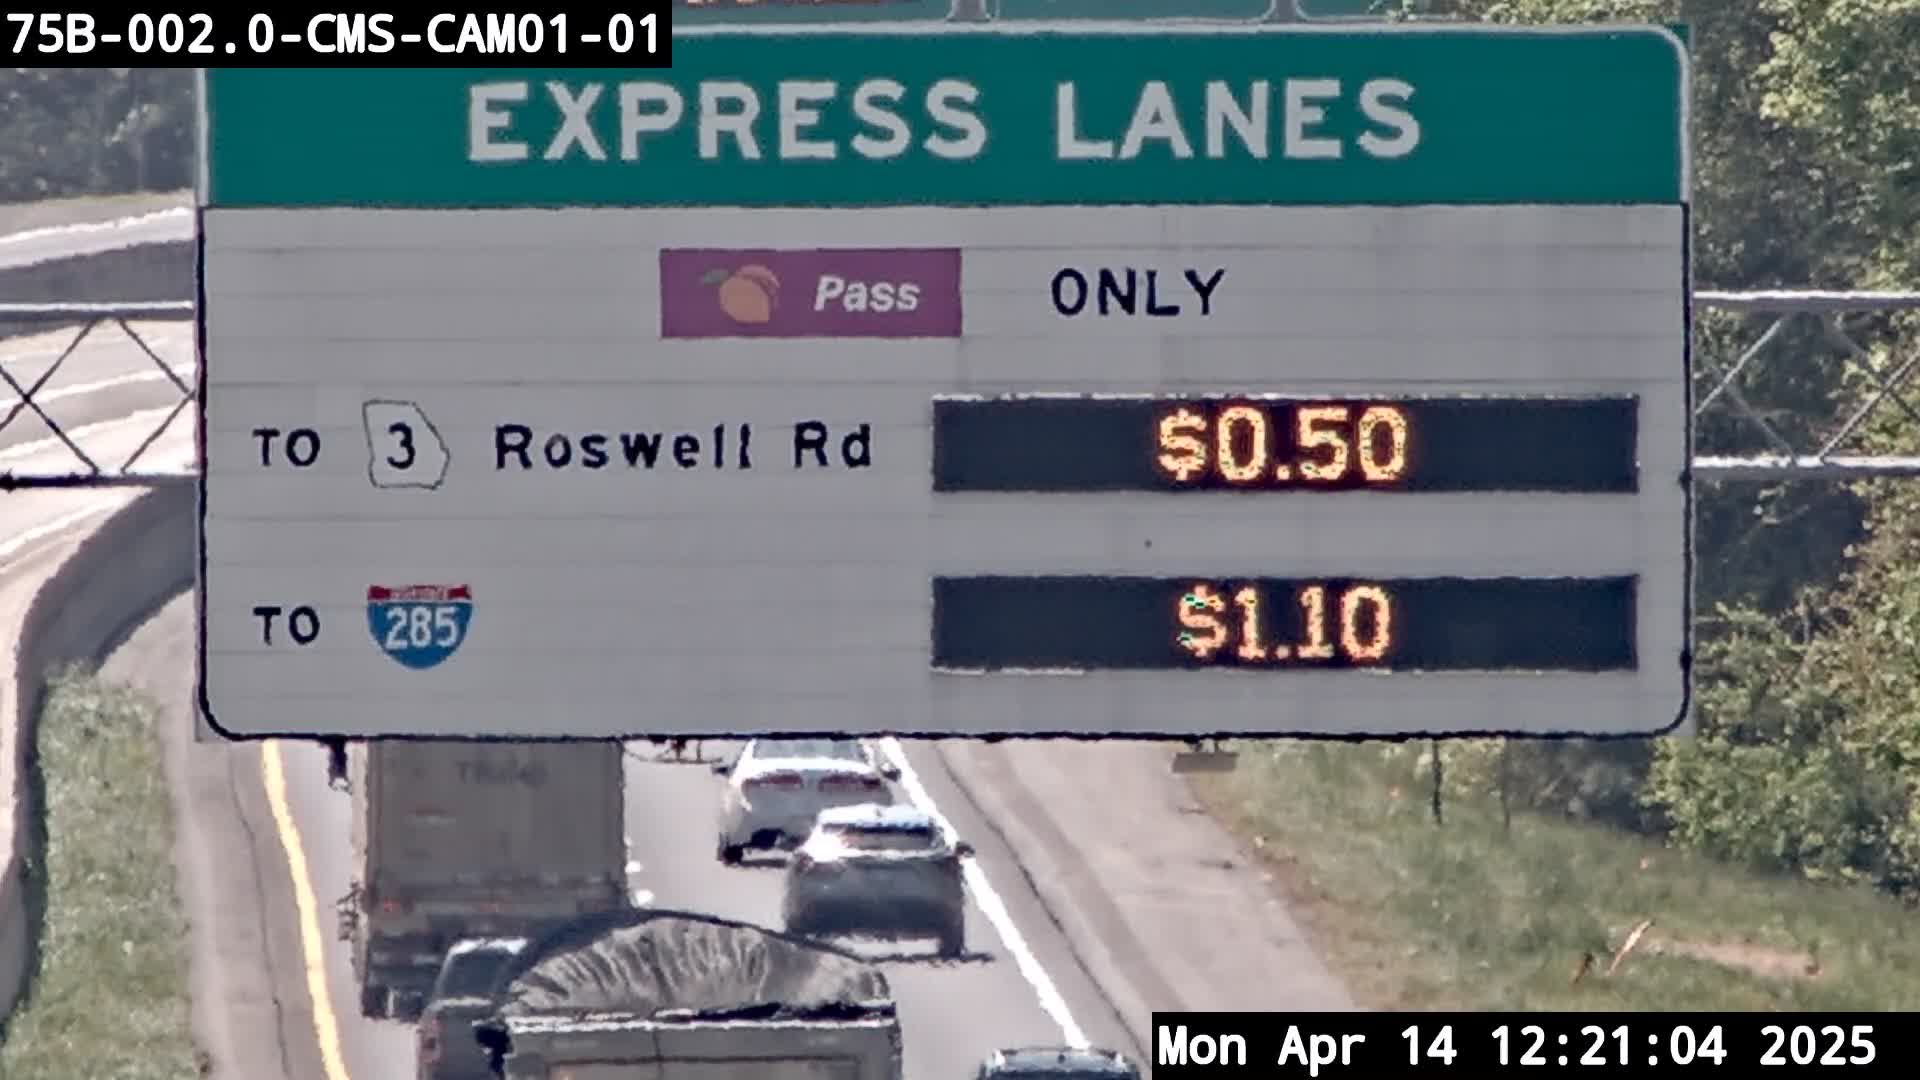 75B-002.0-CMS-CAM01-01
EXPRESS LANES
Pass ONLY
TO 3 Roswell Rd $0.50
TO 285 $1.10
Mon Apr 14 12:21:04 2025